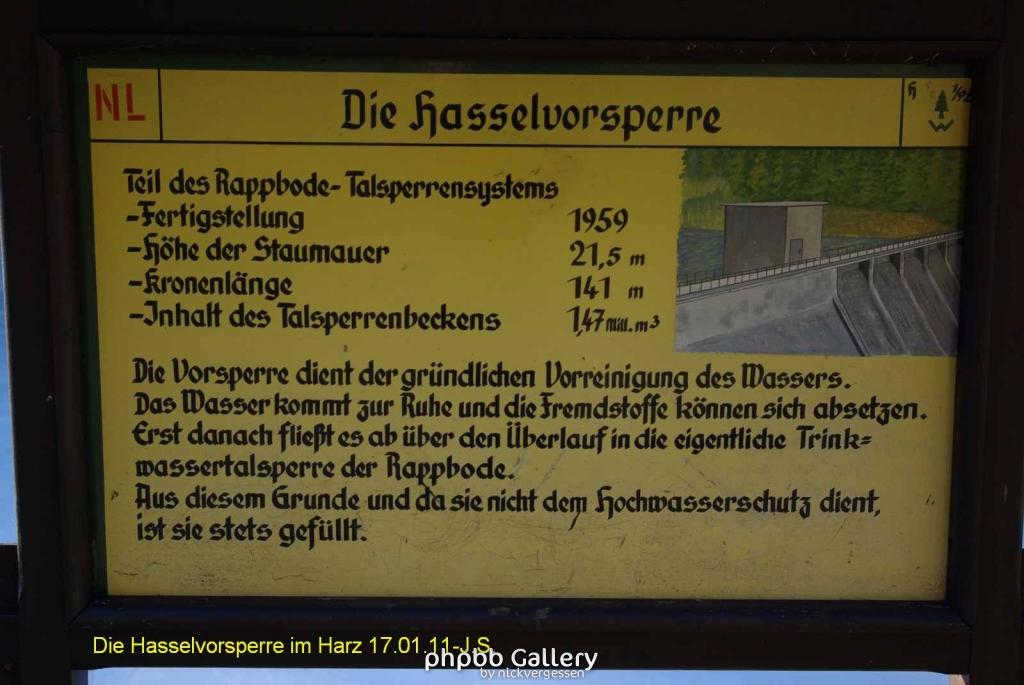 NL
Die Hasselvorsperre
H
Teil des Rappbode-Talsperrensystems
-Fertigstellung 1959
-Höhe der Staumauer 21,5 m
-Kronenlänge 141 m
-Inhalt des Talsperrenbeckens 1,47 mill. m³
Die Vorsperre dient der gründlichen Vorreinigung des Wassers.
Das Wasser kommt zur Ruhe und die Fremdstoffe können sich absetzen.
Erst danach fließt es ab über den Überlauf in die eigentliche Trink=
wassertalsperre der Rappbode.
Aus diesem Grunde und da sie nicht dem Hochwasserschutz dient,
ist sie stets gefüllt.
Die Hasselvorsperre im Harz 17.01.11-J.S.
phpbb Gallery
by nickvergessen